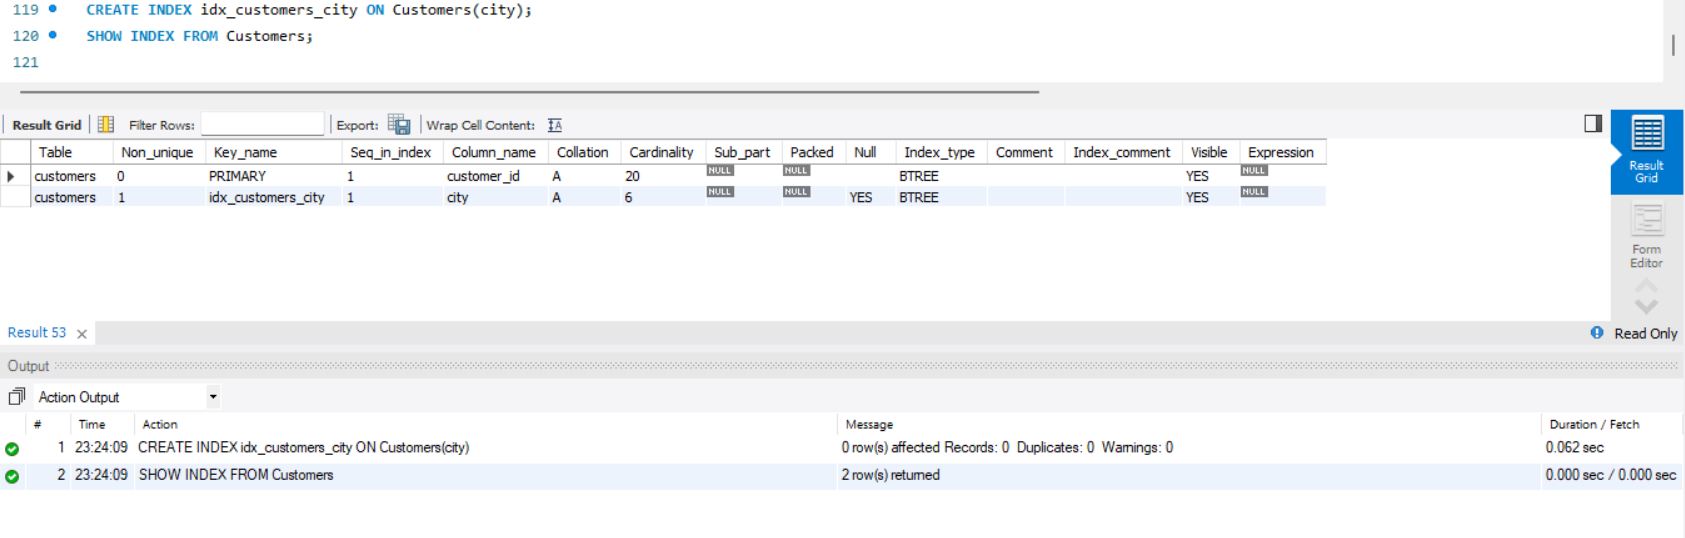 119 CREATE INDEX idx_customers_city ON Customers(city);
120 SHOW INDEX FROM Customers;
121
Result Grid Filter Rows: Export: Wrap Cell Content: IA
Table Non_unique Key_name Seq_in_index Column_name Collation Cardinality Sub_part Packed Null Index_type Comment Index_comment Visible Expression
customers 0 PRIMARY 1 customer_id A 20 NULL NULL BTREE YES NULL
customers 1 idx_customers_city 1 city A 6 NULL NULL YES BTREE YES NULL
Result
Grid
Form
Editor
Result 53 Read Only
Output
Action Output
# Time Action Message Duration / Fetch
1 23:24:09 CREATE INDEX idx_customers_city ON Customers(city) 0 row(s) affected Records: 0 Duplicates: 0 Warnings: 0 0.062 sec
2 23:24:09 SHOW INDEX FROM Customers 2 row(s) returned 0.000 sec / 0.000 sec